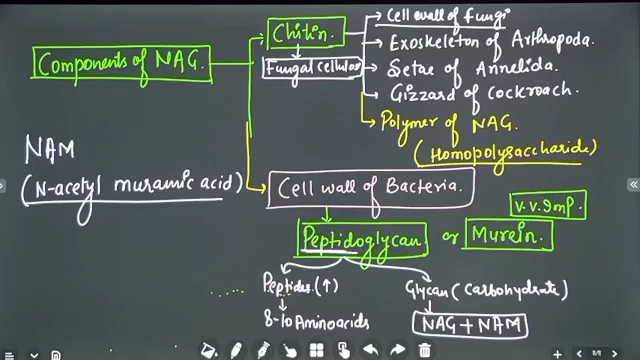 Components of NAG.
Chitin
Fungal cellulose
Cell wall of Fungi
Exoskeleton of Arthropoda.
Setae of Annelida.
Gizzard of cockroach.
Polymer of NAG.
(Homopolysaccharide)
NAM
(N-acetyl muramic acid)
Cell wall of Bacteria.
v.v.Imp.
Peptidoglycan or Murein.
Peptides (↑)
8-10 Aminoacids
Glycan (Carbohydrate)
NAG + NAM
1/1